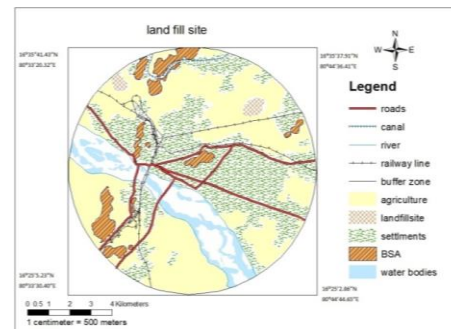 land fill site
16°35'41.43"N
80°33'20.32"E
16°35'37.91"N
80°44'36.41"E
N
W E
S
Legend
roads
canal
river
railway line
buffer zone
agriculture
landfillsite
settlments
BSA
water bodies
16°25'5.23"N
80°33'30.40"E
16°25'2.86"N
80°44'44.65"E
0 0.5 1 2 3 4 Kilometers
1 centimeter = 500 meters